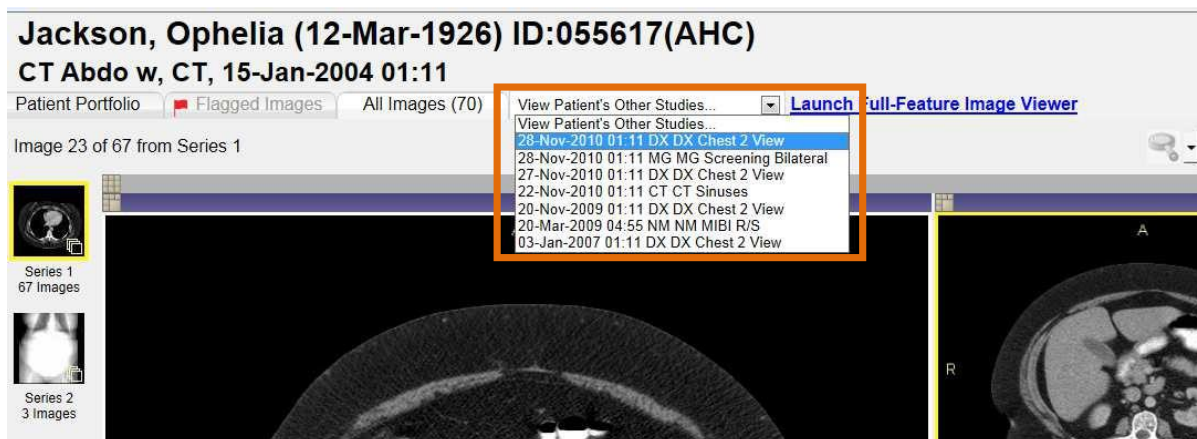 Jackson, Ophelia (12-Mar-1926) ID:055617(AHC)
CT Abdo w, CT, 15-Jan-2004 01:11
Patient Portfolio Flagged Images All Images (70) View Patient's Other Studies... Launch Full-Feature Image Viewer
View Patient's Other Studies...
28-Nov-2010 01:11 DX DX Chest 2 View
28-Nov-2010 01:11 MG MG Screening Bilateral
27-Nov-2010 01:11 DX DX Chest 2 View
22-Nov-2010 01:11 CT CT Sinuses
20-Nov-2009 01:11 DX DX Chest 2 View
20-Mar-2009 04:55 NM NM MIBI R/S
03-Jan-2007 01:11 DX DX Chest 2 View
Image 23 of 67 from Series 1
Series 1
67 Images
Series 2
3 Images
A
R